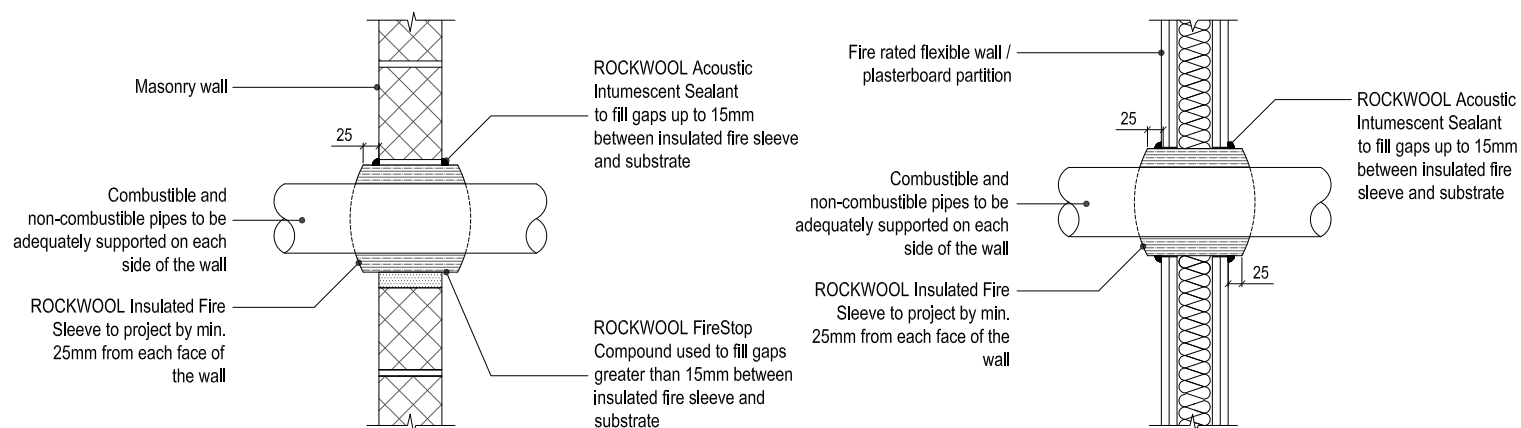 Masonry wall
25
Combustible and
non-combustible pipes to be
adequately supported on each
side of the wall
ROCKWOOL Insulated Fire
Sleeve to project by min.
25mm from each face of
the wall
ROCKWOOL Acoustic
Intumescent Sealant
to fill gaps up to 15mm
between insulated fire sleeve
and substrate
ROCKWOOL FireStop
Compound used to fill gaps
greater than 15mm between
insulated fire sleeve and
substrate
Fire rated flexible wall /
plasterboard partition
25
Combustible and
non-combustible pipes to be
adequately supported on each
side of the wall
ROCKWOOL Insulated Fire
Sleeve to project by min.
25mm from each face of the
wall
ROCKWOOL Acoustic
Intumescent Sealant
to fill gaps up to 15mm
between insulated fire
sleeve and substrate
25